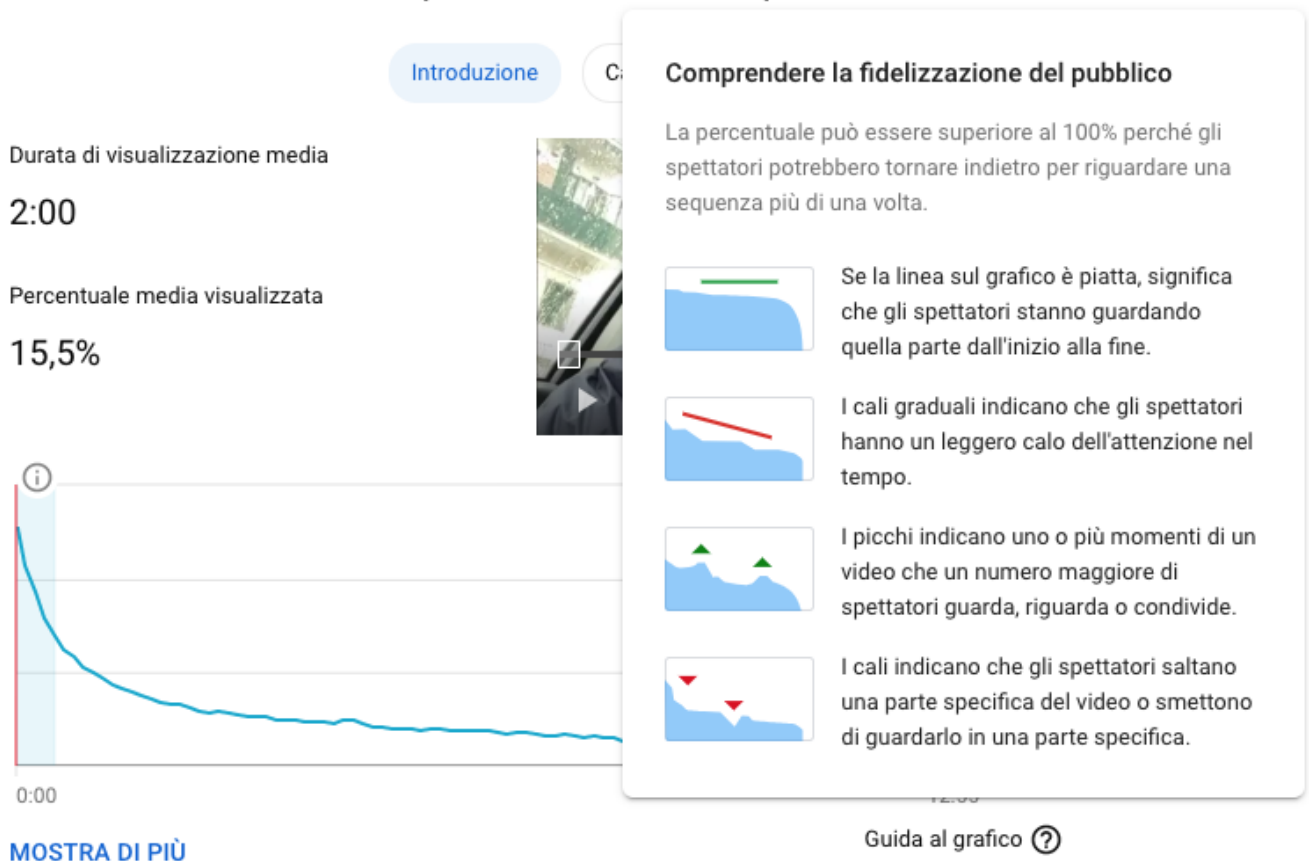 Introduzione
Durata di visualizzazione media
2:00
Percentuale media visualizzata
15,5%
0:00
MOSTRA DI PIÙ
Comprendere la fidelizzazione del pubblico
La percentuale può essere superiore al 100% perché gli
spettatori potrebbero tornare indietro per riguardare una
sequenza più di una volta.
Se la linea sul grafico è piatta, significa
che gli spettatori stanno guardando
quella parte dall'inizio alla fine.
I cali graduali indicano che gli spettatori
hanno un leggero calo dell'attenzione nel
tempo.
I picchi indicano uno o più momenti di un
video che un numero maggiore di
spettatori guarda, riguarda o condivide.
I cali indicano che gli spettatori saltano
una parte specifica del video o smettono
di guardarlo in una parte specifica.
Guida al grafico